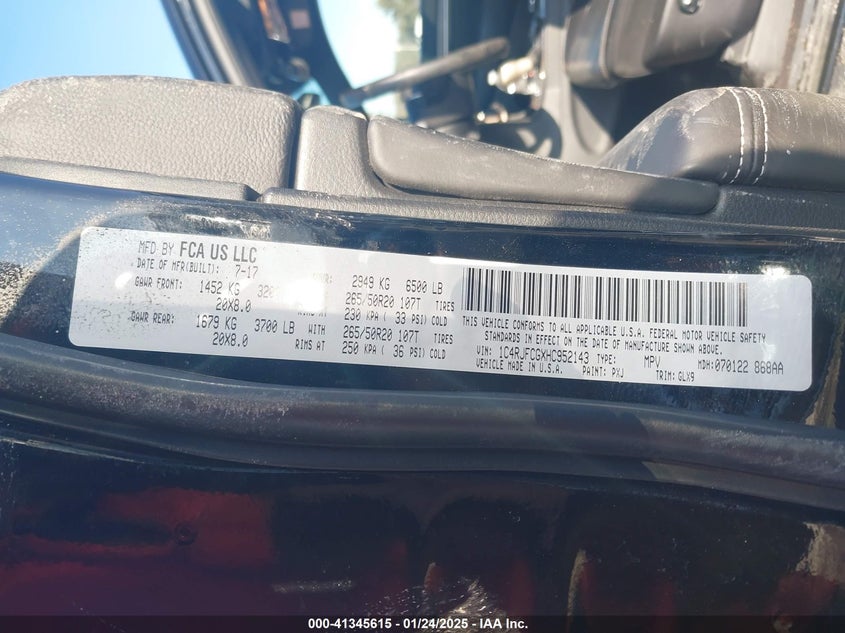 MFD BY FCA US LLC
DATE OF MFR(BUILT): 7-17 2949 KG 6500 LB
GAWR FRONT: 1452 KG 265/50R20 107T TIRES
20X8.0 RIMS AT 230 KPA ( 33 PSI) COLD
GAWR REAR: 1679 KG 3700 LB WITH 265/50R20 107T TIRES
20X8.0 RIMS AT 250 KPA ( 36 PSI) COLD
THIS VEHICLE CONFORMS TO ALL APPLICABLE U.S.A. FEDERAL MOTOR VEHICLE SAFETY
STANDARDS IN EFFECT ON THE DATE OF MANUFACTURE SHOWN ABOVE.
VIN: 1C4RJFCGXHC952143 TYPE: MPV MDH:070122 868AA
VEHICLE MADE IN U.S.A. PAINT: PXJ TRIM: GLX9
000-41345615 - 01/24/2025 - IAA Inc.